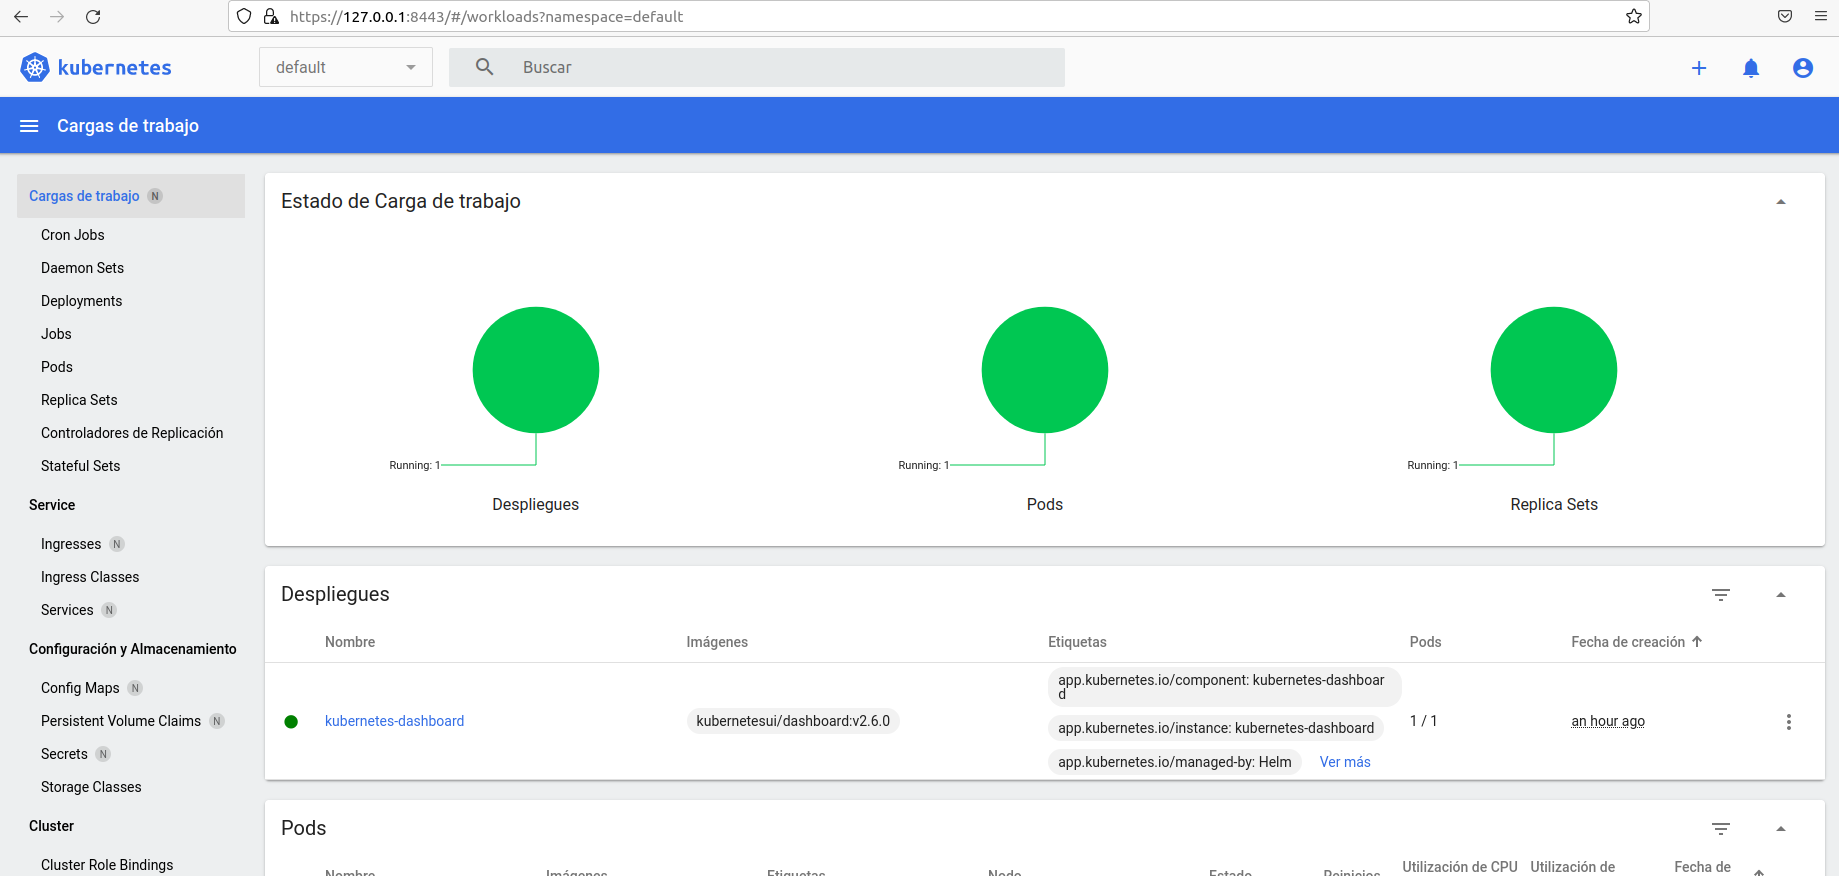 https://127.0.0.1:8443/#/workloads?namespace=default
kubernetes
default
Buscar
Cargas de trabajo
Cargas de trabajo N
Cron Jobs
Daemon Sets
Deployments
Jobs
Pods
Replica Sets
Controladores de Replicación
Stateful Sets
Service
Ingresses N
Ingress Classes
Services N
Configuración y Almacenamiento
Config Maps N
Persistent Volume Claims N
Secrets N
Storage Classes
Cluster
Cluster Role Bindings
Estado de Carga de trabajo
Running: 1
Despliegues
Running: 1
Pods
Running: 1
Replica Sets
Despliegues
Nombre Imágenes Etiquetas Pods Fecha de creación
kubernetes-dashboard
kubernetesui/dashboard:v2.6.0
app.kubernetes.io/component: kubernetes-dashboar
d
app.kubernetes.io/instance: kubernetes-dashboard
app.kubernetes.io/managed-by: Helm Ver más
1 / 1
an hour ago
Pods
Utilización de CPU Utilización de Fecha de
Nombre Imágenes Etiquetas Node Estado Reinicios